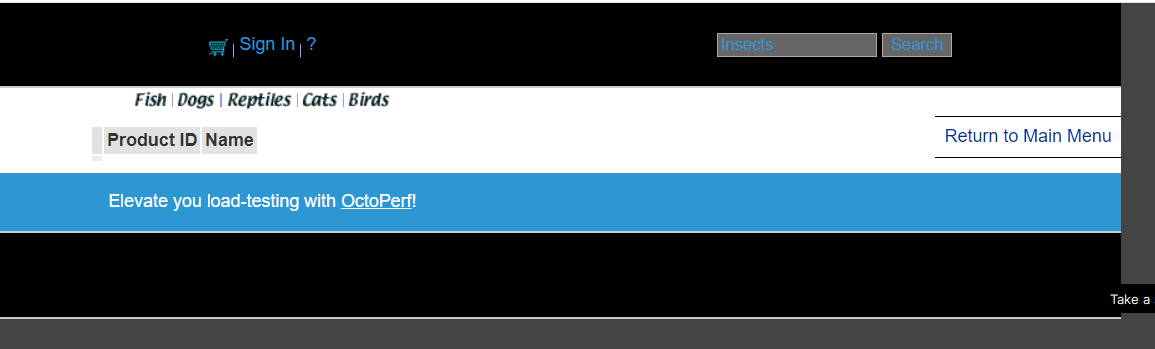 Sign In | ? Insects Search
Fish | Dogs | Reptiles | Cats | Birds
Return to Main Menu
Product ID Name
Elevate you load-testing with OctoPerf!
Take a